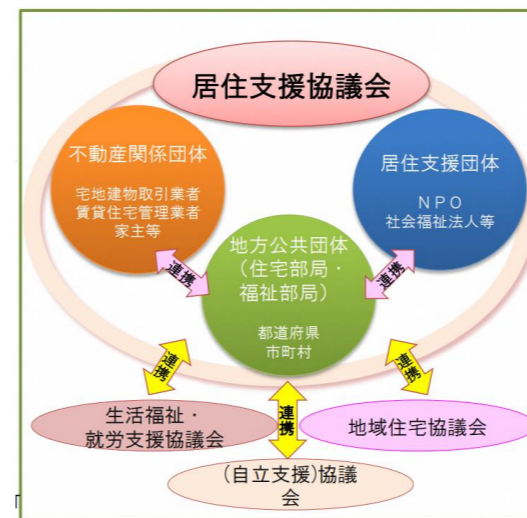 居住支援協議会
不動産関係団体
宅地建物取引業者
賃貸住宅管理業者
家主等
居住支援団体
NPO
社会福祉法人等
地方公共団体
(住宅部局・
福祉部局)
都道府県
市町村
連携
連携
連携
連携
連携
生活福祉・
就労支援協議会
地域住宅協議会
(自立支援)協議
会
「